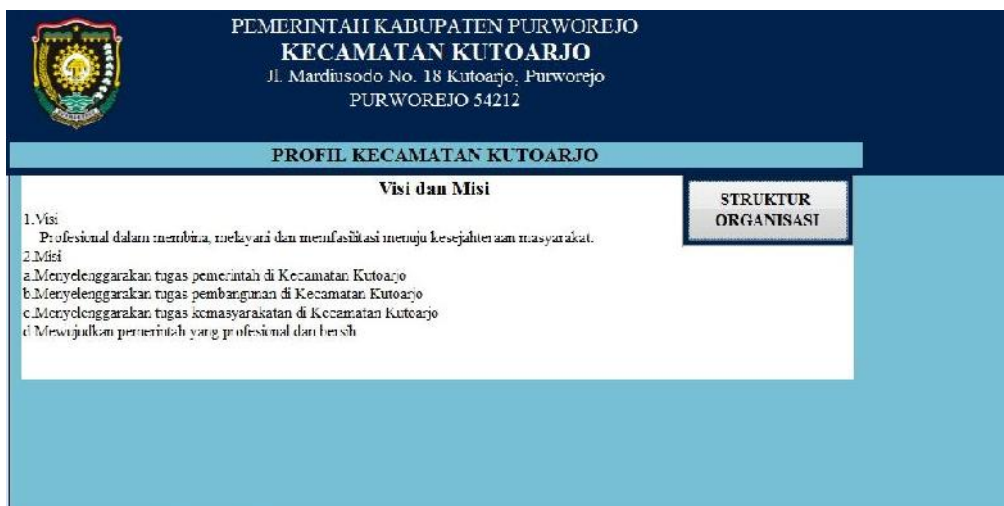 PEMERINTAH KABUPATEN PURWOREJO
KECAMATAN KUTOARJO
Jl. Mardiusodo No. 18 Kutoarjo, Purworejo
PURWOREJO 54212
PROFIL KECAMATAN KUTOARJO
Visi dan Misi
STRUKTUR
ORGANISASI
1.Visi
Profesional dalam membina, melayani dan memfasilitasi menuju kesejahteraan masyarakat.
2.Misi
a.Menyelenggarakan tugas pemerintah di Kecamatan Kutoarjo
b.Menyelenggarakan tugas pembangunan di Kecamatan Kutoarjo
c.Menyelenggarakan tugas kemasyarakatan di Kecamatan Kutoarjo
d.Mewujudkan pemerintah yang profesional dan bersih